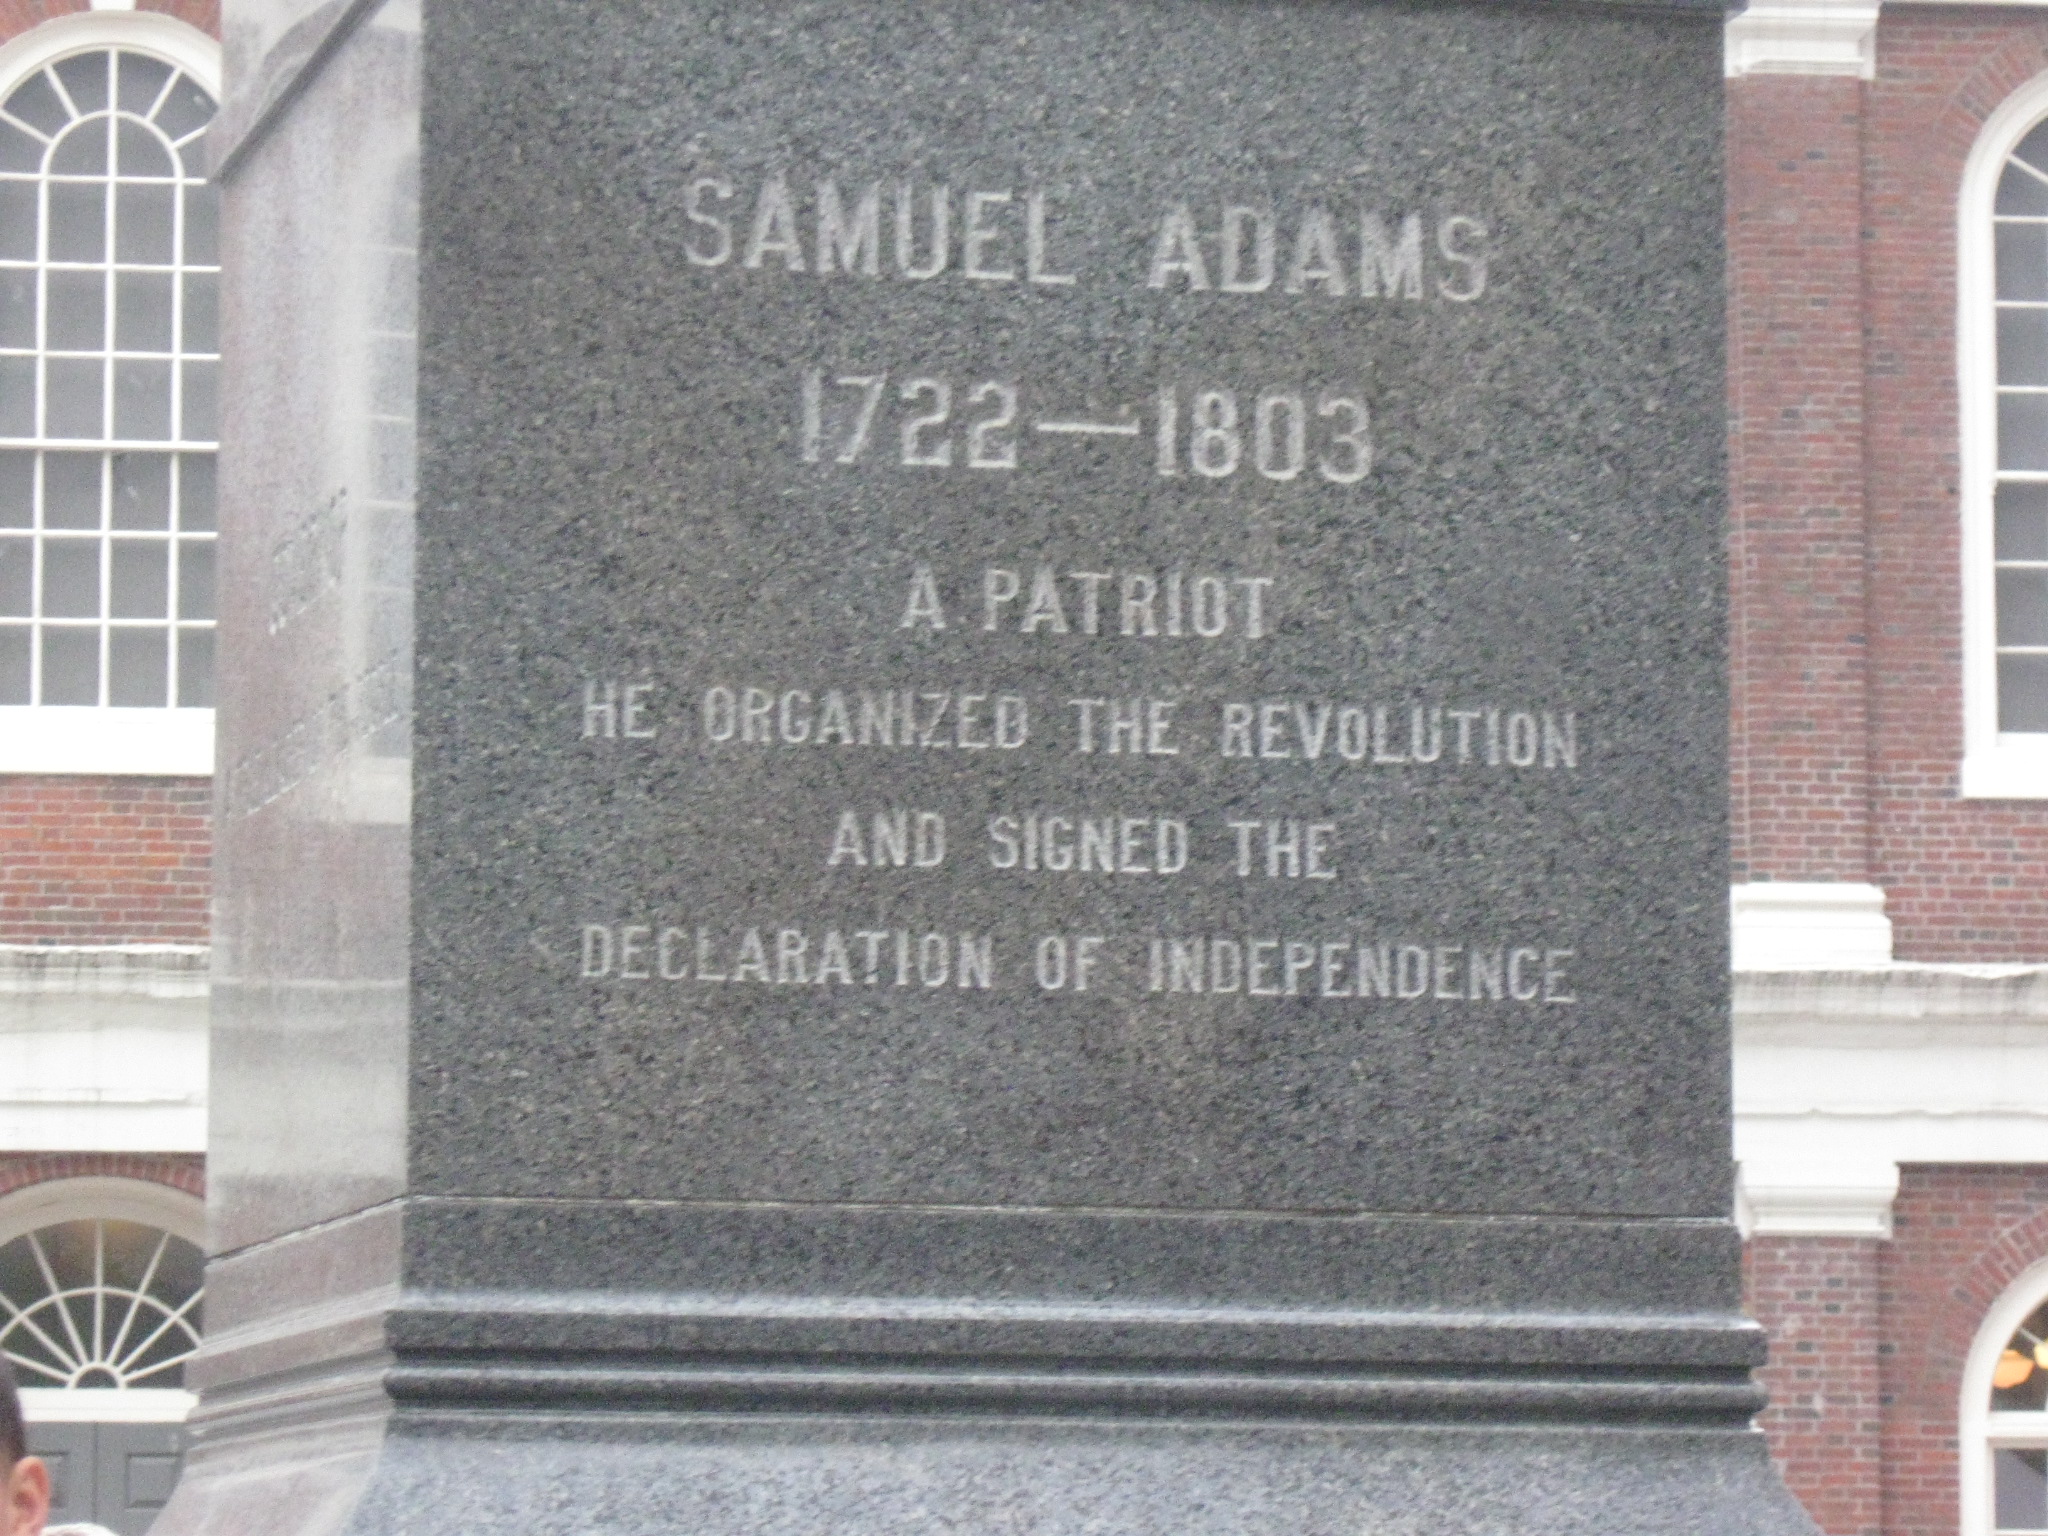 SAMUEL ADAMS
1722—1803
A PATRIOT
HE ORGANIZED THE REVOLUTION
AND SIGNED THE
DECLARATION OF INDEPENDENCE